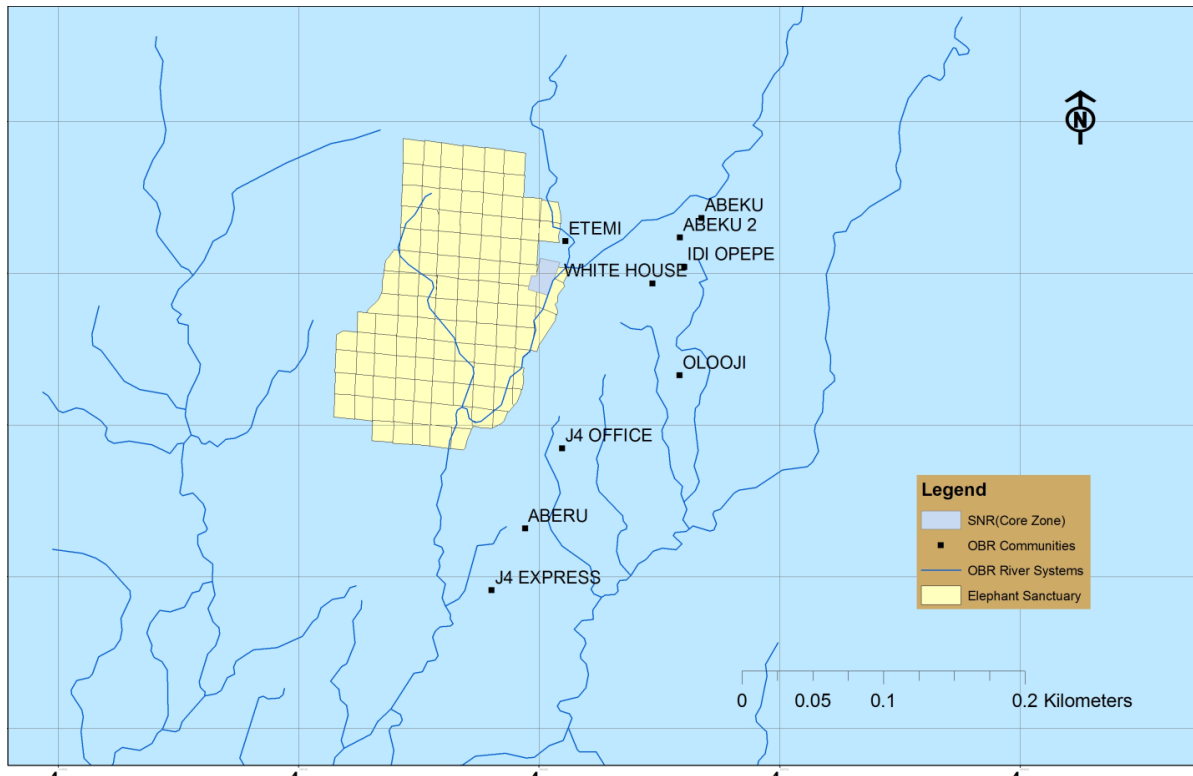 N
ABEKU
ABEKU 2
ETEMI
IDI OPEPE
WHITE HOUSE
OLOOJI
J4 OFFICE
ABERU
J4 EXPRESS
Legend
SNR(Core Zone)
OBR Communities
OBR River Systems
Elephant Sanctuary
0 0.05 0.1 0.2 Kilometers